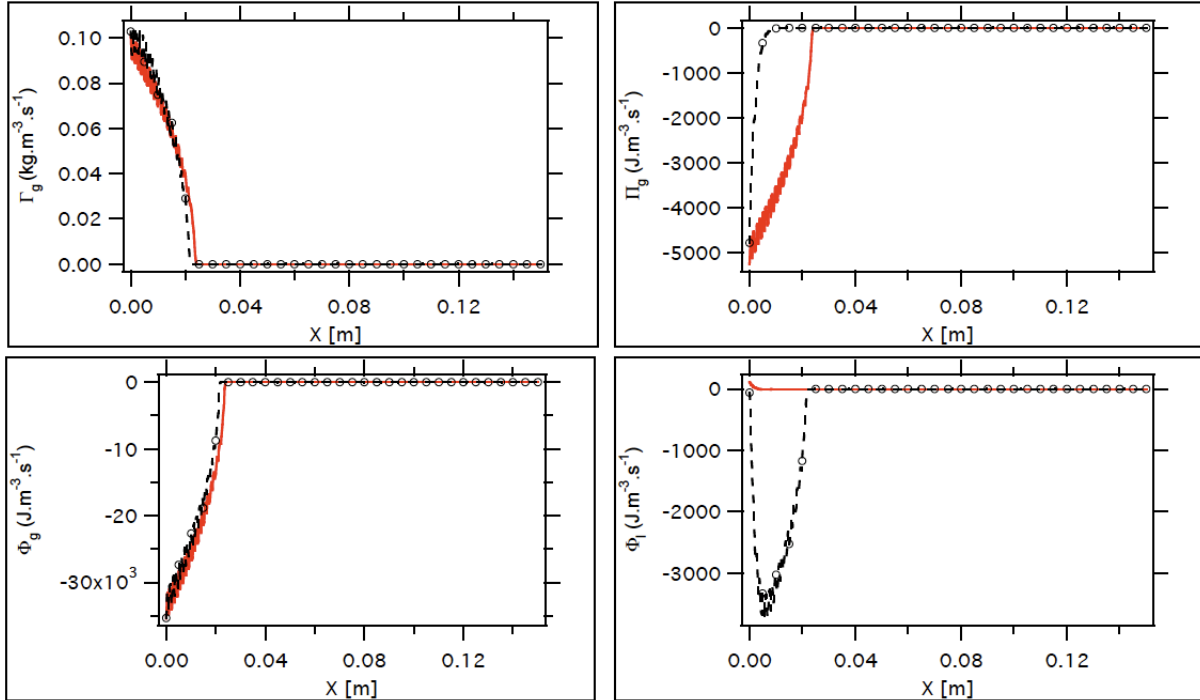 0.10
0.08
0.06
0.04
0.02
0.00
Γg (kg.m-3.s-1)
0.00 0.04 0.08 0.12
X [m]
0
-1000
-2000
-3000
-4000
-5000
Πg (J.m-3.s-1)
0.00 0.04 0.08 0.12
X [m]
0
-10
-20
-30x10³
Φg (J.m-3.s-1)
0.00 0.04 0.08 0.12
X [m]
0
-1000
-2000
-3000
Φl (J.m-3.s-1)
0.00 0.04 0.08 0.12
X [m]